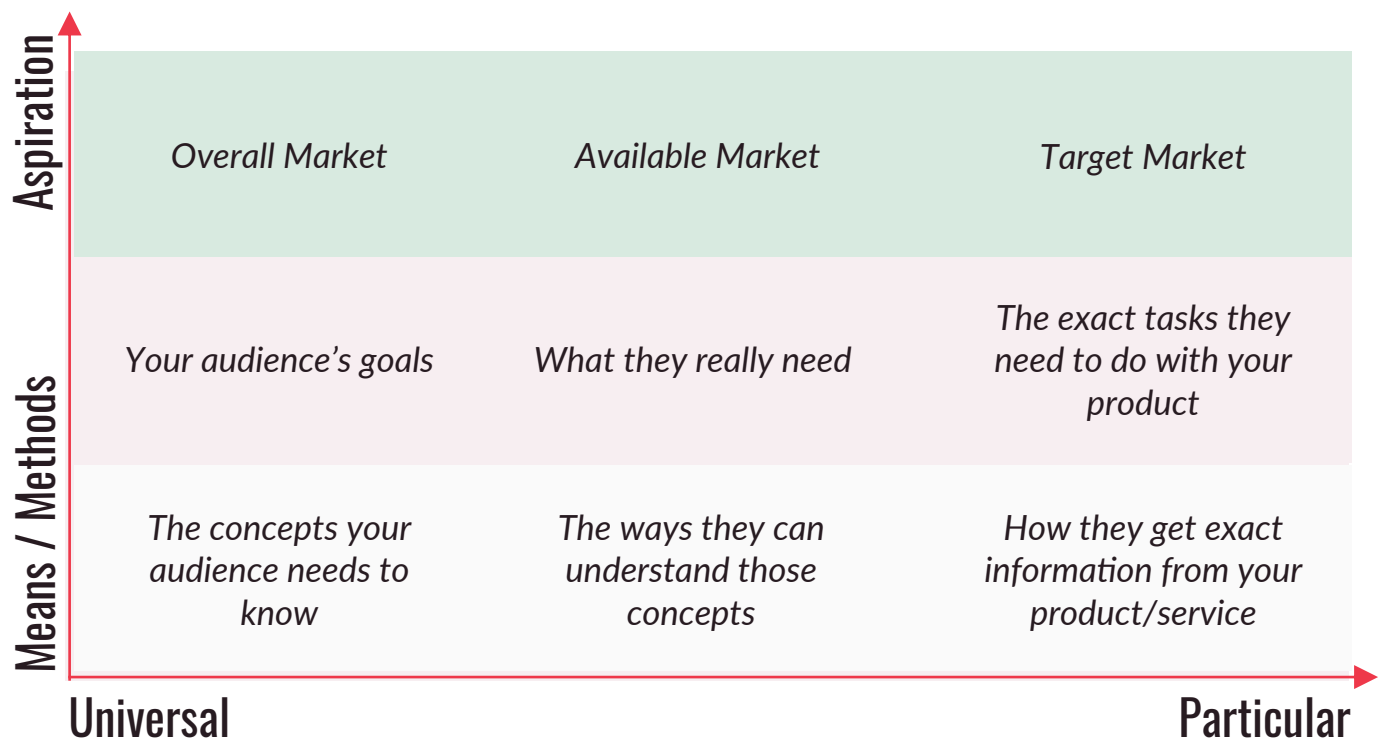 Aspiration
Overall Market
Available Market
Target Market
Means / Methods
Your audience’s goals
What they really need
The exact tasks they
need to do with your
product
The concepts your
audience needs to
know
The ways they can
understand those
concepts
How they get exact
information from your
product/service
Universal
Particular